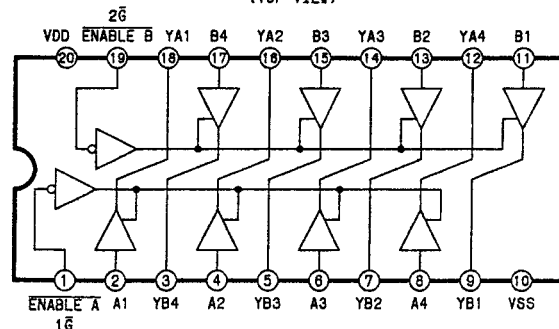 (TOP VIEW)
2G̅
VDD E̅N̅A̅B̅L̅E̅ B̅ YA1 B4 YA2 B3 YA3 B2 YA4 B1
20 19 18 17 16 15 14 13 12 11
1 2 3 4 5 6 7 8 9 10
E̅N̅A̅B̅L̅E̅ A̅ A1 YB4 A2 YB3 A3 YB2 A4 YB1 VSS
1G̅